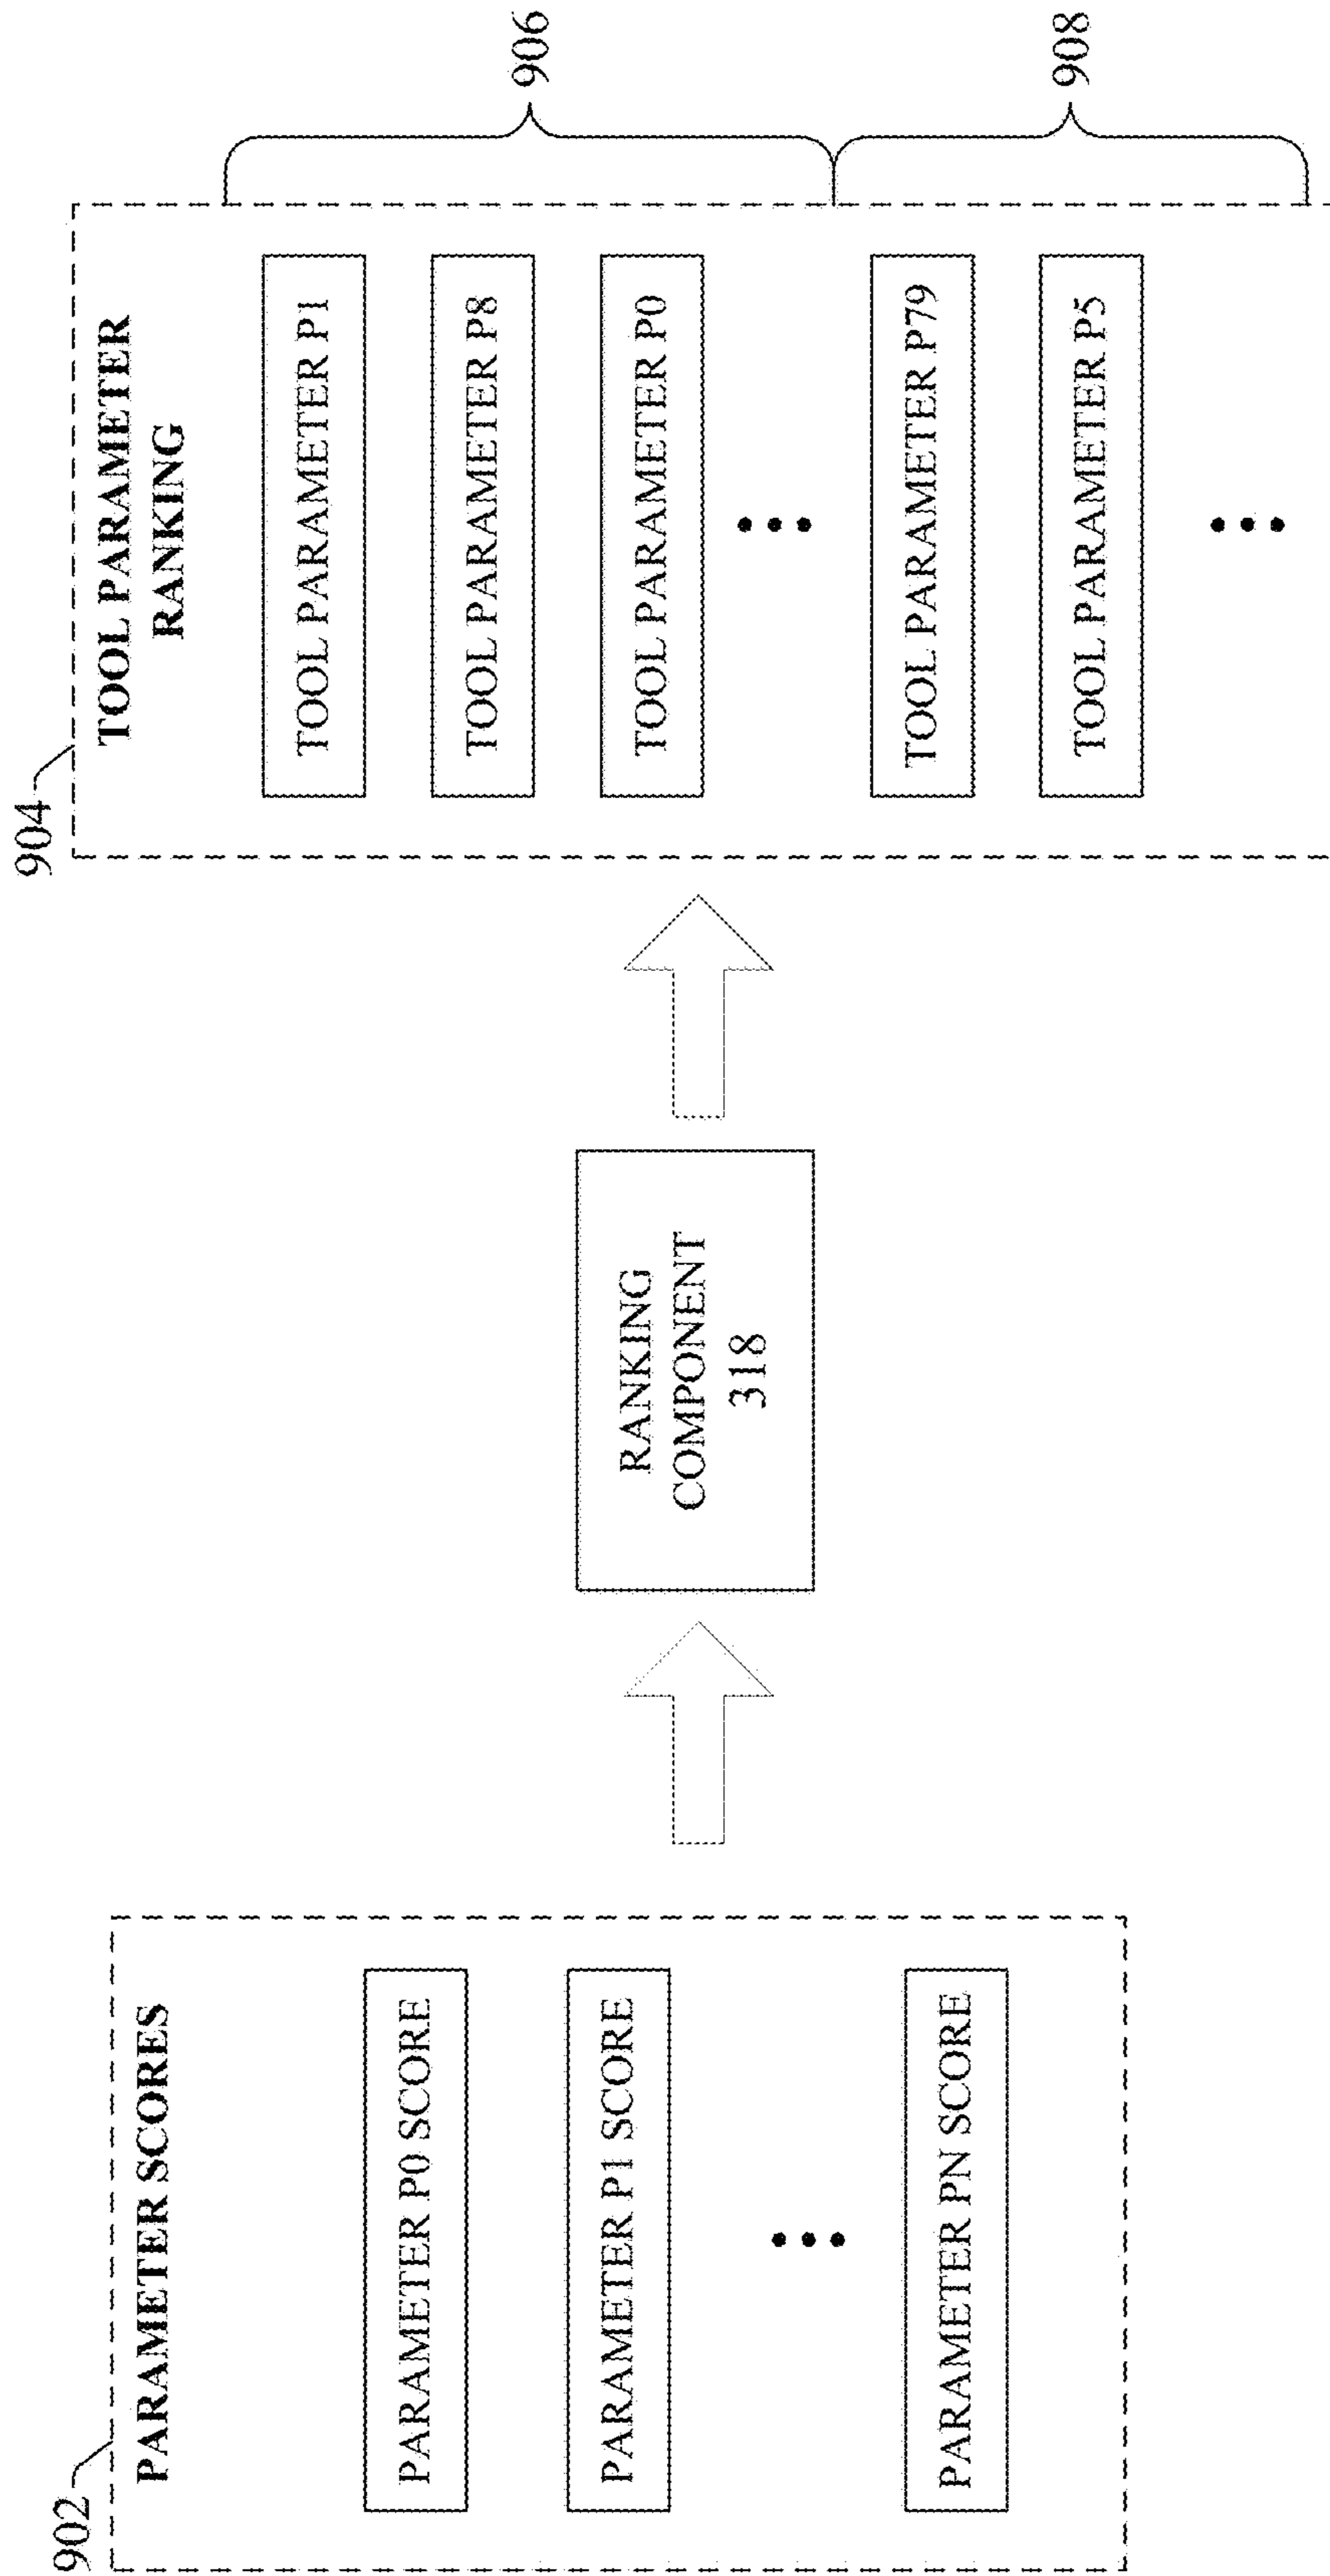 902
PARAMETER SCORES
PARAMETER P0 SCORE
PARAMETER P1 SCORE
PARAMETER PN SCORE
RANKING
COMPONENT
318
904
TOOL PARAMETER
RANKING
TOOL PARAMETER P1
TOOL PARAMETER P8
TOOL PARAMETER P0
TOOL PARAMETER P79
TOOL PARAMETER P5
906
908